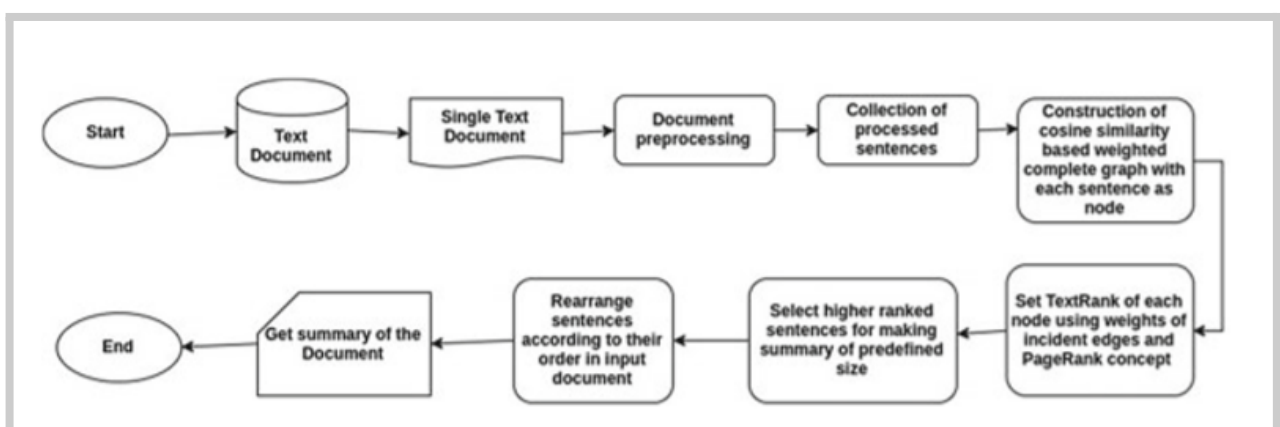 Start
Text
Document
Single Text
Document
Document
preprocessing
Collection of
processed
sentences
Construction of
cosine similarity
based weighted
complete graph with
each sentence as
node
Set TextRank of each
node using weights of
incident edges and
PageRank concept
Select higher ranked
sentences for making
summary of predefined
size
Rearrange
sentences
according to their
order in input
document
Get summary of the
Document
End